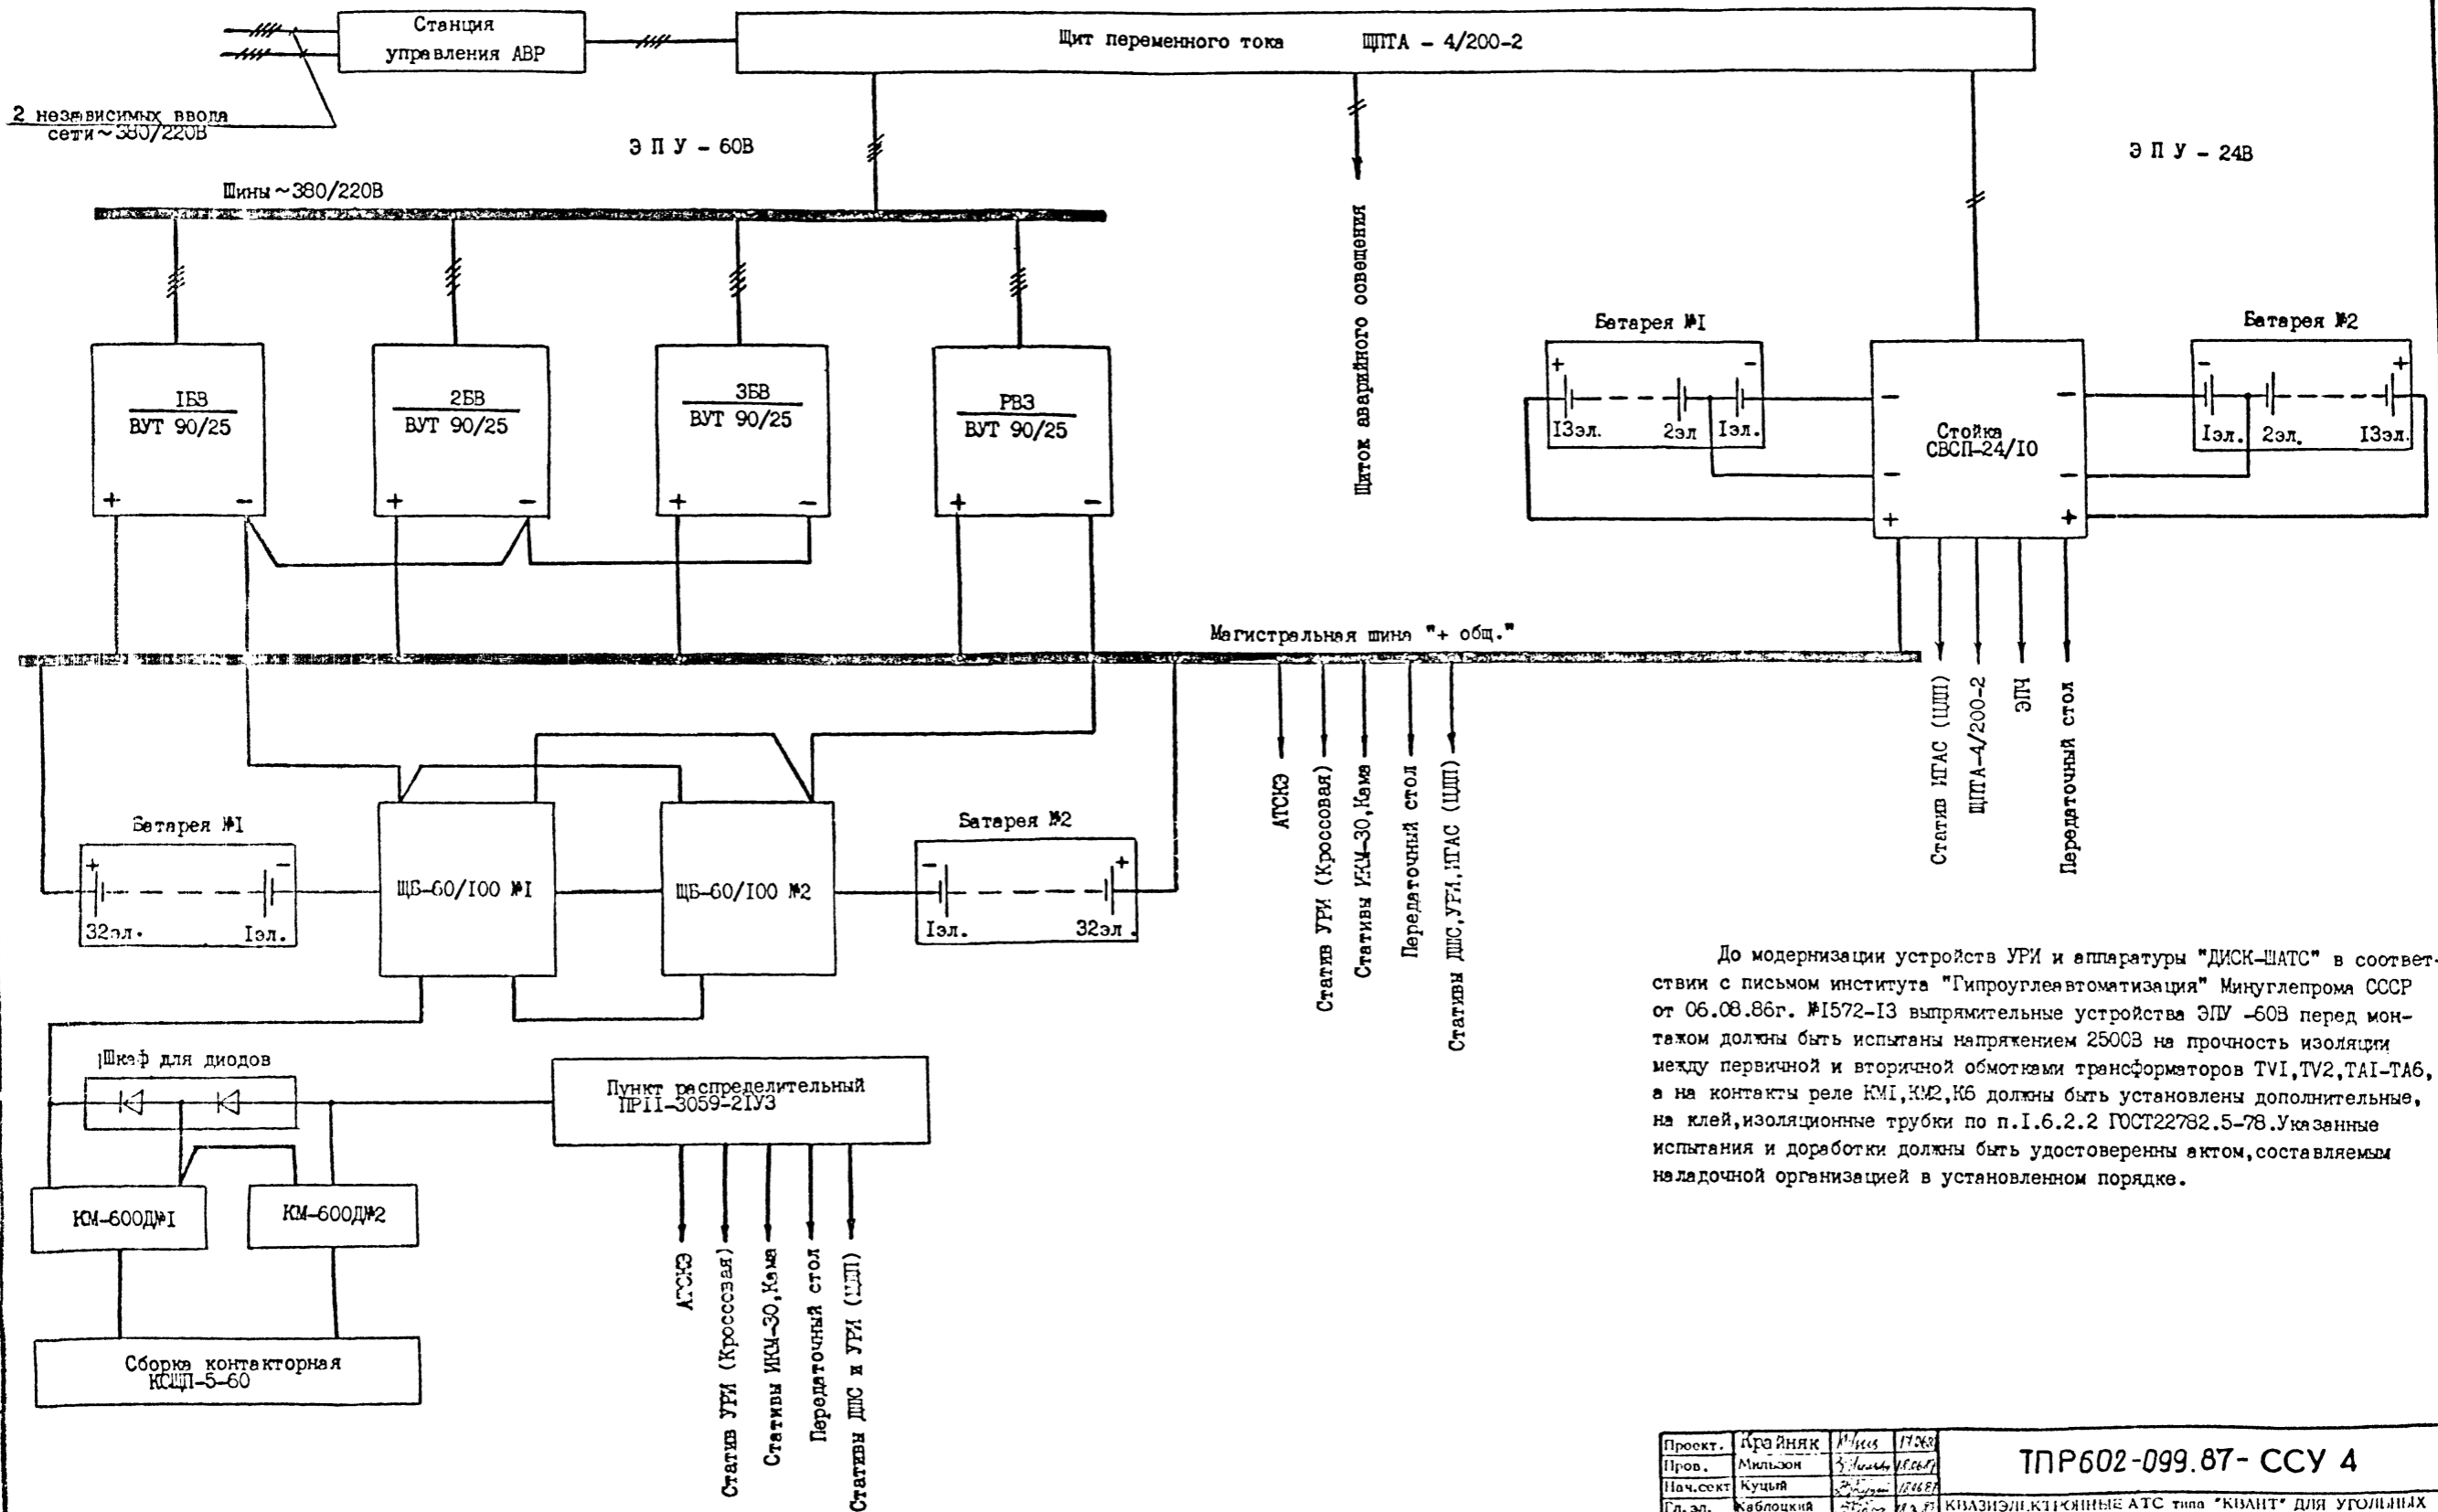 Станция
управления АВР
Щит переменного тока ЩПТА - 4/200-2
2 независимых ввода
сети ~ 380/220В
Э П У - 60В
Э П У - 24В
Шины ~ 380/220В
Щиток аварийного освещения
1БВ
ВУТ 90/25
+ -
2БВ
ВУТ 90/25
+ -
3БВ
ВУТ 90/25
+ -
РВЗ
ВУТ 90/25
+ -
Батарея №1
+ -
13эл. 2эл 1эл.
Стойка
СВСП-24/10
- -
- -
+ +
Батарея №2
- +
1эл. 2эл. 13эл.
Магистральная шина "+ общ."
Статив ИГАС (ЦДП)
ЩПТА-4/200-2
ЭПЧ
Передаточный стол
АТСКЭ
Статив УРИ (Кроссовая)
Стативы ИКМ-30,Кама
Передаточный стол
Стативы ДШС,УРИ,ИГАС (ЦДП)
Батарея №1
+ -
32эл. 1эл.
ЩБ-60/100 №1
ЩБ-60/100 №2
Батарея №2
- +
1эл. 32эл.
Шкаф для диодов
Пункт распределительный
ПР11-3059-21У3
КМ-600Д№1
КМ-600Д№2
Сборка контакторная
КСЩП-5-60
АТСКЭ
Статив УРИ (Кроссовая)
Стативы ИКМ-30,Кама
Передаточный стол
Стативы ДШС и УРИ (ЦДП)
До модернизации устройств УРИ и аппаратуры "ДИСК-ШАТС" в соответ-
ствии с письмом института "Гипроуглеавтоматизация" Минуглепрома СССР
от 06.08.86г. №1572-13 выпрямительные устройства ЭПУ -60В перед мон-
тажом должны быть испытаны напряжением 2500В на прочность изоляции
между первичной и вторичной обмотками трансформаторов TV1,TV2,TA1-TA6,
а на контакты реле КМ1,КМ2,К6 должны быть установлены дополнительные,
на клей,изоляционные трубки по п.1.6.2.2 ГОСТ22782.5-78.Указанные
испытания и доработки должны быть удостоверенны актом,составляемым
наладочной организацией в установленном порядке.
Проект. Крайняк
Пров. Мильзон
Нач.сект Куцый
Гл.эл. Каблоцкий
ТПР602-099.87- ССУ 4
КВАЗИЭЛЕКТРОННЫЕ АТС типа "КВАНТ" ДЛЯ УГОЛЬНЫХ